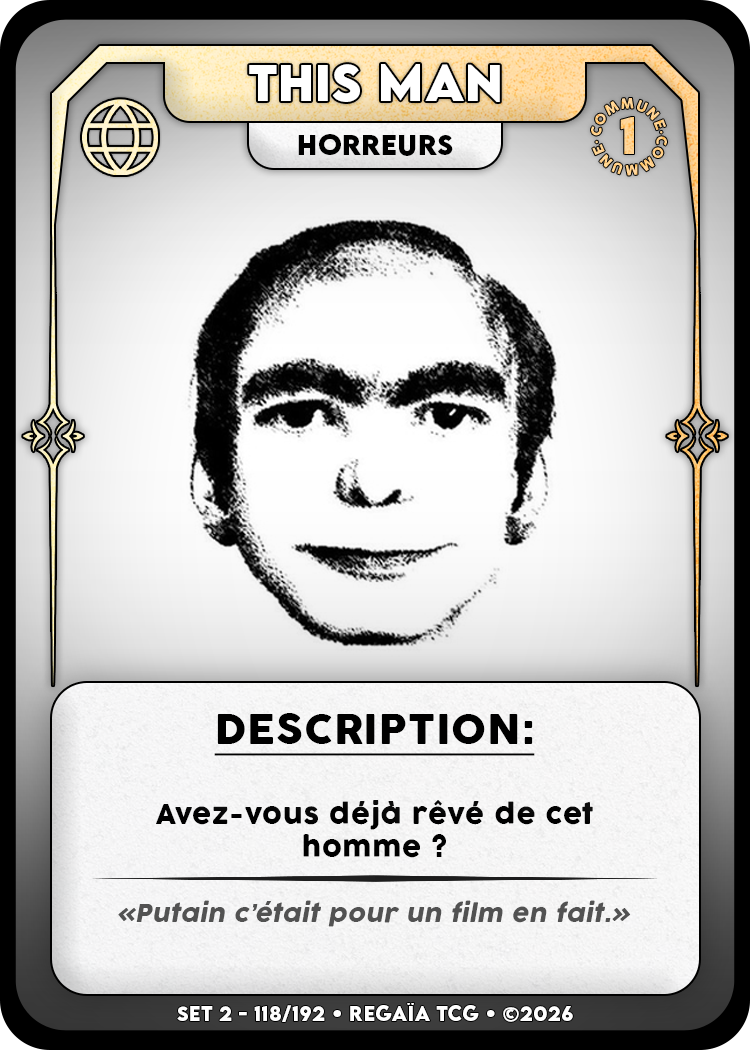 THIS MAN
HORREURS
COMMUNE•COMMUNE•
1
DESCRIPTION:
Avez-vous déjà rêvé de cet
homme ?
«Putain c'était pour un film en fait.»
SET 2 - 118/192 • REGAÏA TCG • ©2026